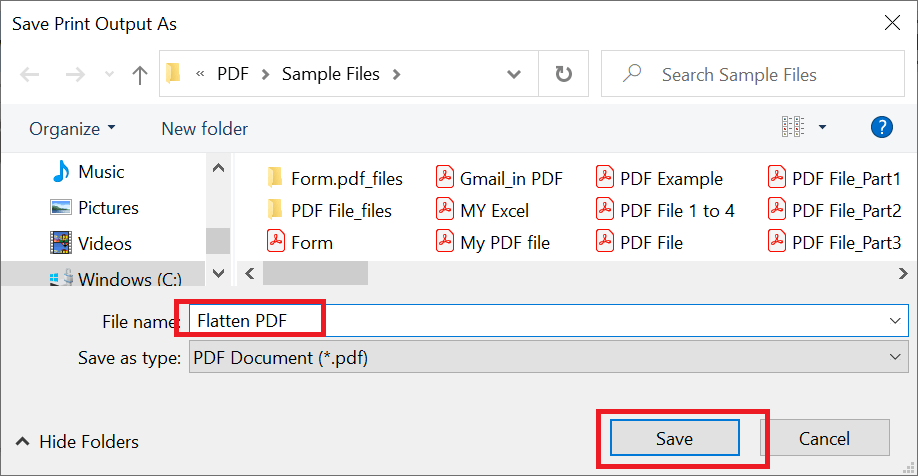 Save Print Output As
« PDF > Sample Files >
Search Sample Files
Organize New folder ?
Music
Pictures
Videos
Windows (C:)
Form.pdf_files Gmail_in PDF PDF Example PDF File_Part1
PDF File_files MY Excel PDF File 1 to 4 PDF File_Part2
Form My PDF file PDF File PDF File_Part3
File name: Flatten PDF
Save as type: PDF Document (*.pdf)
Hide Folders Save Cancel